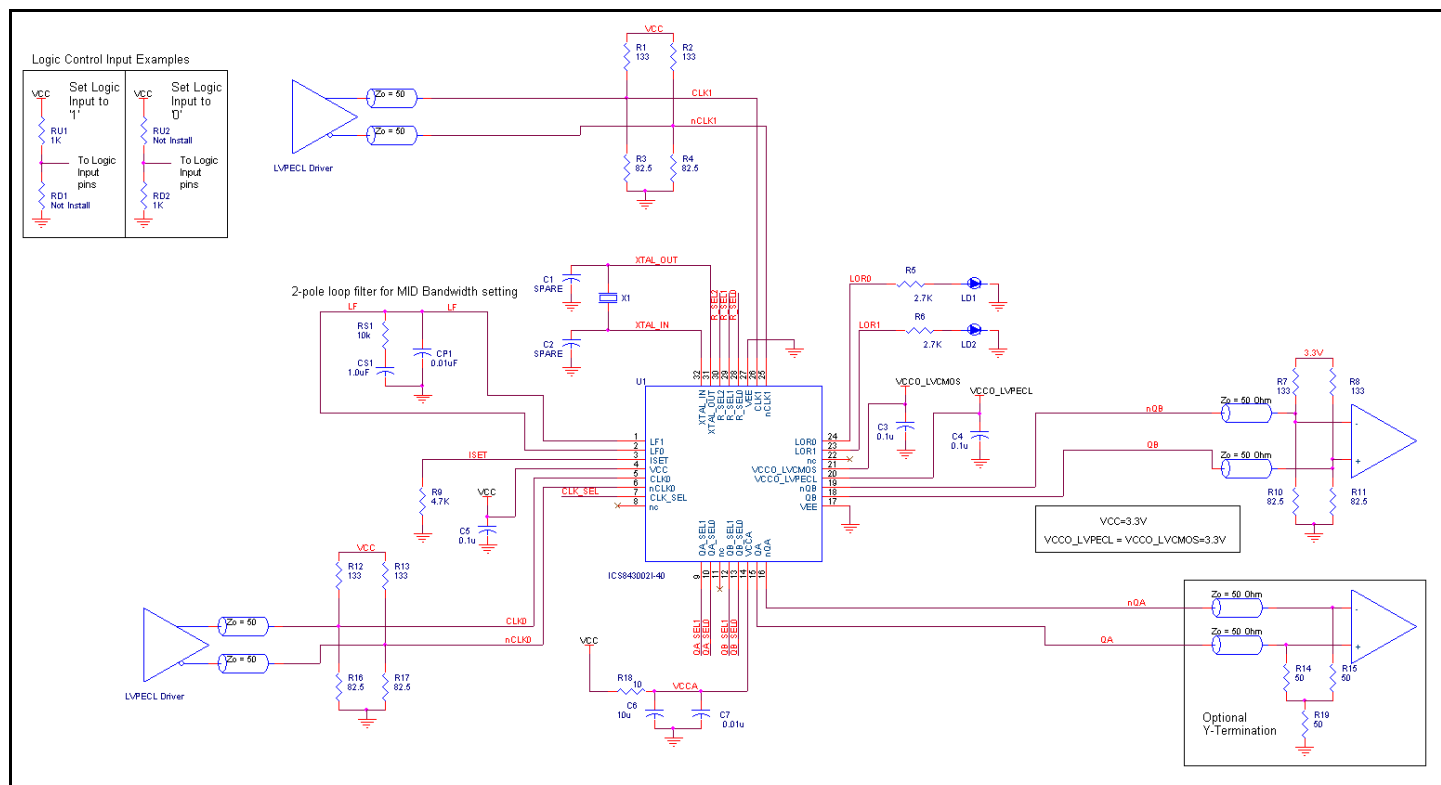 Logic Control Input Examples
VCC
Set Logic
Input to
'1'
RU1
1K
To Logic
Input
pins
RD1
Not Install
VCC
Set Logic
Input to
'0'
RU2
Not Install
To Logic
Input
pins
RD2
1K
LVPECL Driver
Zo = 50
Zo = 50
VCC
R1
133
R2
133
CLK1
nCLK1
R3
82.5
R4
82.5
2-pole loop filter for MID Bandwidth setting
LF
LF
RS1
10k
CS1
1.0uF
CP1
0.01uF
C1
SPARE
XTAL_OUT
X1
XTAL_IN
C2
SPARE
R_SEL2
R_SEL1
R_SEL0
LOR0
R5
2.7K
LD1
LOR1
R6
2.7K
LD2
U1
32
31
30
29
28
27
26
25
XTAL_IN
XTAL_OUT
R_SEL2
R_SEL1
R_SEL0
VEE
CLK1
nCLK1
1
2
3
4
5
6
7
8
LF1
LF0
ISET
VCC
CLK0
nCLK0
CLK_SEL
nc
24
23
22
21
20
19
18
17
LOR0
LOR1
nc
VCCO_LVCMOS
VCCO_LVPECL
nQB
QB
VEE
QA_SEL1
QA_SEL0
nc
QB_SEL1
QB_SEL0
VCCA
QA
nQA
9
10
11
12
13
14
15
16
ICS843002I-40
QA_SEL1
QA_SEL0
QB_SEL1
QB_SEL0
ISET
R9
4.7K
VCC
C5
0.1u
CLK_SEL
VCCO_LVCMOS
C3
0.1u
VCCO_LVPECL
C4
0.1u
nQB
QB
Zo = 50 Ohm
Zo = 50 Ohm
3.3V
R7
133
R8
133
-
+
R10
82.5
R11
82.5
VCC=3.3V
VCCO_LVPECL = VCCO_LVCMOS=3.3V
LVPECL Driver
Zo = 50
Zo = 50
VCC
R12
133
R13
133
CLK0
nCLK0
R16
82.5
R17
82.5
VCC
R18
10
VCCA
C6
10u
C7
0.01u
nQA
QA
Zo = 50 Ohm
Zo = 50 Ohm
-
+
R14
50
R15
50
R19
50
Optional
Y-Termination